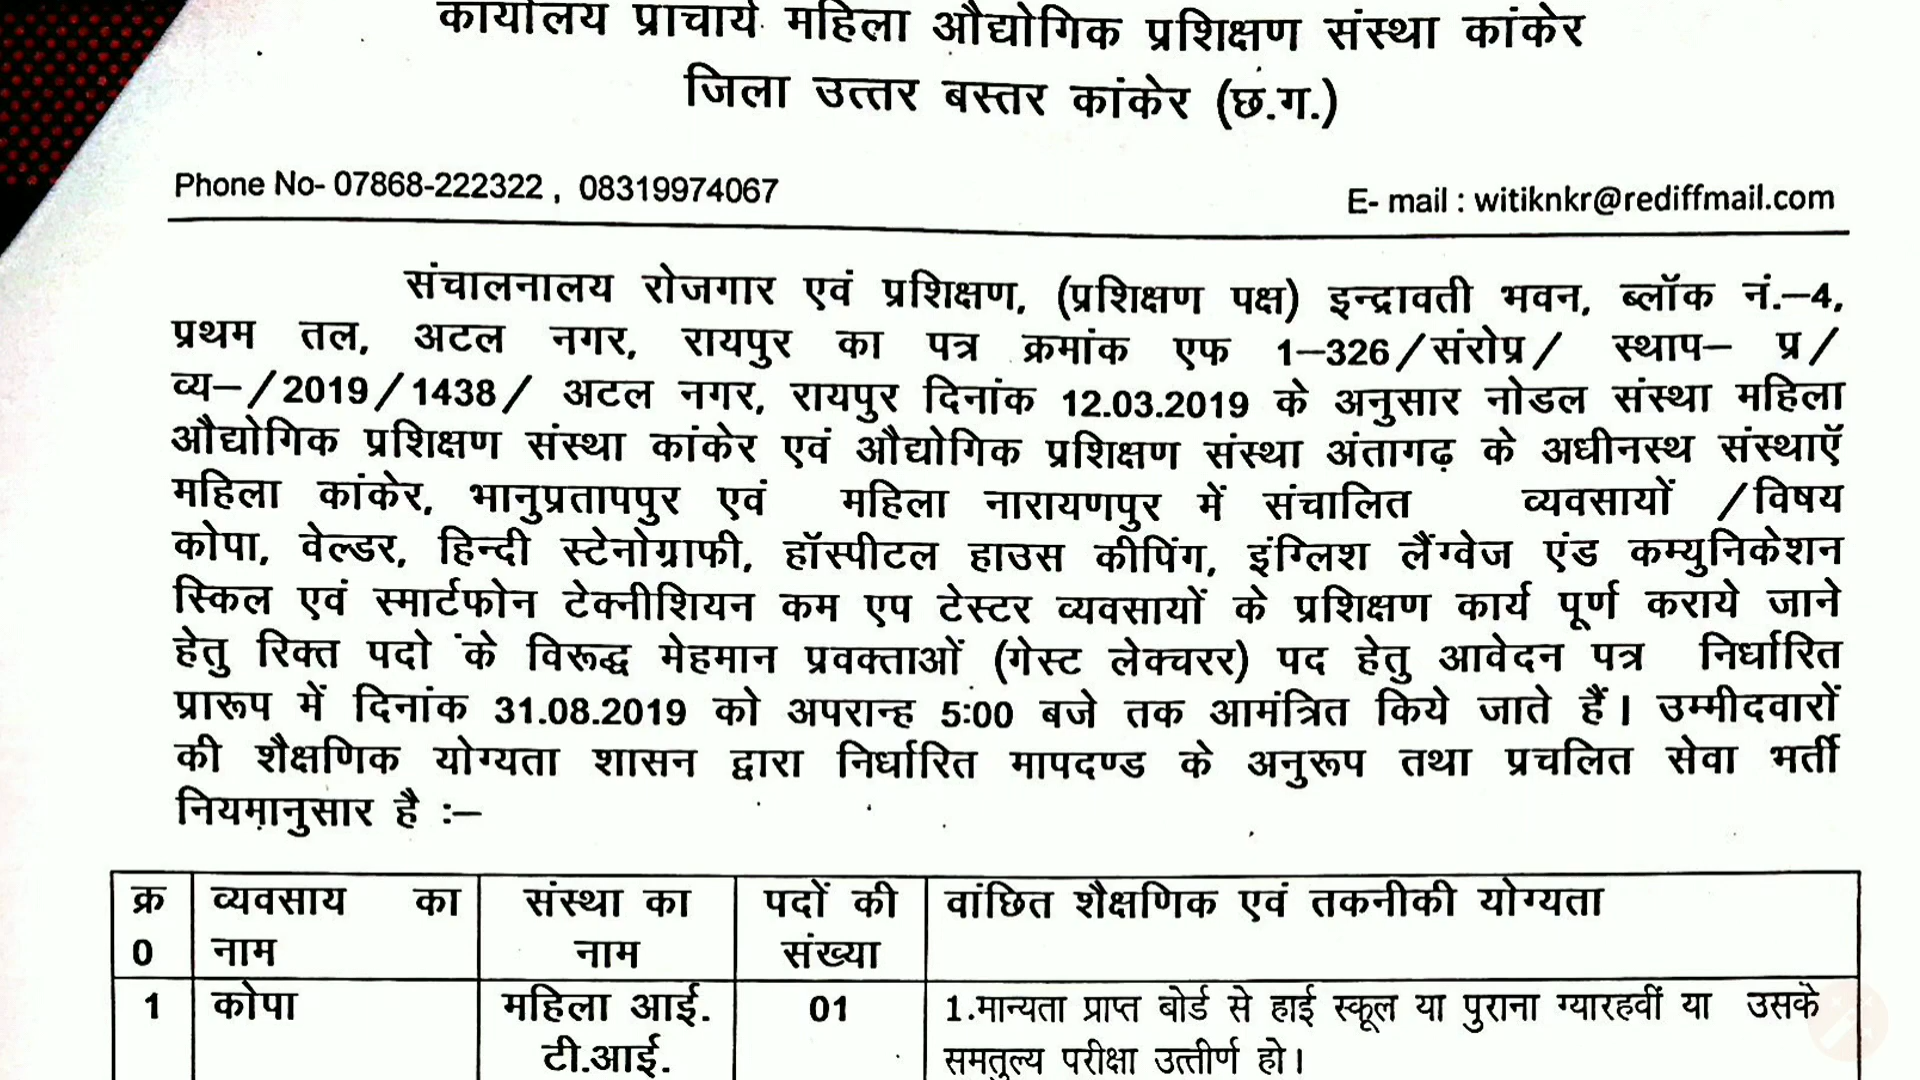 कार्यालय प्राचार्य महिला औद्योगिक प्रशिक्षण संस्था कांकेर
जिला उत्तर बस्तर कांकेर (छ.ग.)
Phone No- 07868-222322 , 08319974067
E- mail : witiknkr@rediffmail.com
संचालनालय रोजगार एवं प्रशिक्षण, (प्रशिक्षण पक्ष) इन्द्रावती भवन, ब्लॉक नं.–4,
प्रथम तल, अटल नगर, रायपुर का पत्र क्रमांक एफ 1–326/संरोप्र/ स्थाप– प्र/
व्य–/2019/1438/ अटल नगर, रायपुर दिनांक 12.03.2019 के अनुसार नोडल संस्था महिला
औद्योगिक प्रशिक्षण संस्था कांकेर एवं औद्योगिक प्रशिक्षण संस्था अंतागढ़ के अधीनस्थ संस्थाऍ
महिला कांकेर, भानुप्रतापपुर एवं महिला नारायणपुर में संचालित व्यवसायों /विषय
कोपा, वेल्डर, हिन्दी स्टेनोग्राफी, हॉस्पीटल हाउस कीपिंग, इंग्लिश लैंग्वेज एंड कम्युनिकेशन
स्किल एवं स्मार्टफोन टेक्नीशियन कम एप टेस्टर व्यवसायों के प्रशिक्षण कार्य पूर्ण कराये जाने
हेतु रिक्त पदो के विरूद्ध मेहमान प्रवक्ताओं (गेस्ट लेक्चरर) पद हेतु आवेदन पत्र निर्धारित
प्रारूप में दिनांक 31.08.2019 को अपरान्ह 5:00 बजे तक आमंत्रित किये जाते हैं। उम्मीदवारों
की शैक्षणिक योग्यता शासन द्वारा निर्धारित मापदण्ड के अनुरूप तथा प्रचलित सेवा भर्ती
नियमानुसार है :–
क्र0 व्यवसाय का नाम संस्था का नाम पदों की संख्या वांछित शैक्षणिक एवं तकनीकी योग्यता
1 कोपा महिला आई. 01 1.मान्यता प्राप्त बोर्ड से हाई स्कूल या पुराना ग्यारहवीं या उसके
टी.आई. समतुल्य परीक्षा उत्तीर्ण हो।